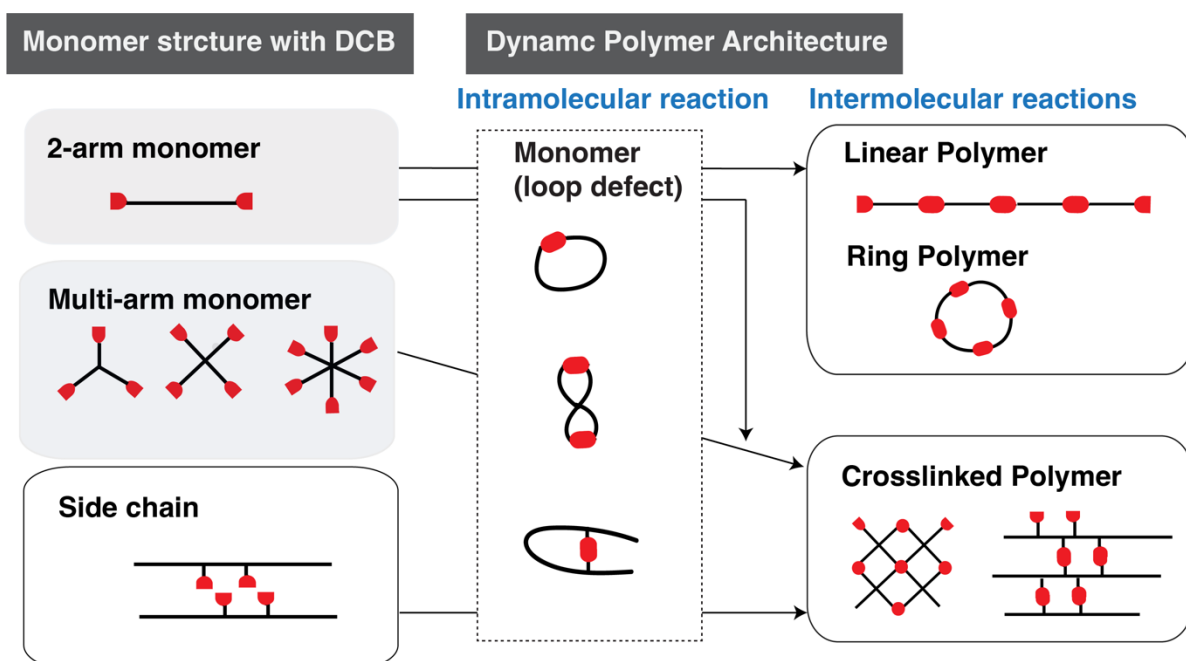 Monomer strcture with DCB
Dynamc Polymer Architecture
Intramolecular reaction
Intermolecular reactions
2-arm monomer
Multi-arm monomer
Side chain
Monomer
(loop defect)
Linear Polymer
Ring Polymer
Crosslinked Polymer